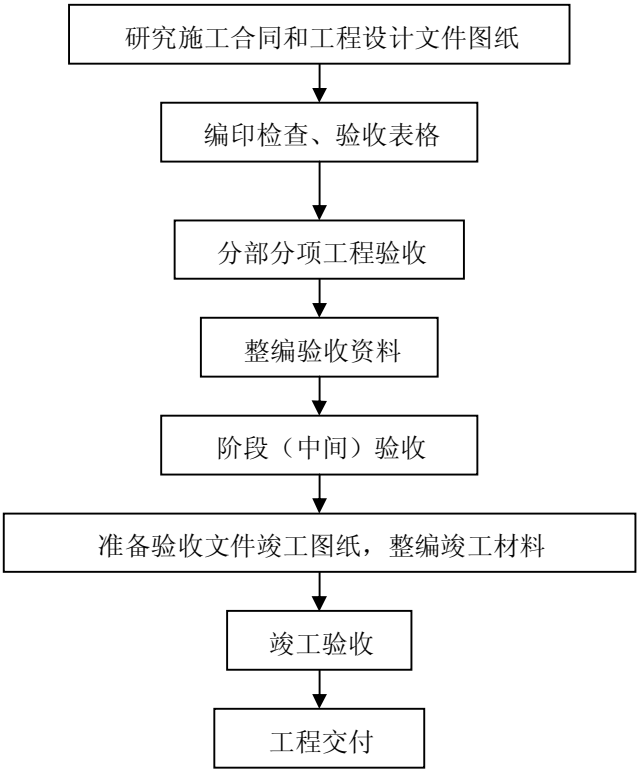 研究施工合同和工程设计文件图纸
编印检查、验收表格
分部分项工程验收
整编验收资料
阶段（中间）验收
准备验收文件竣工图纸，整编竣工材料
竣工验收
工程交付